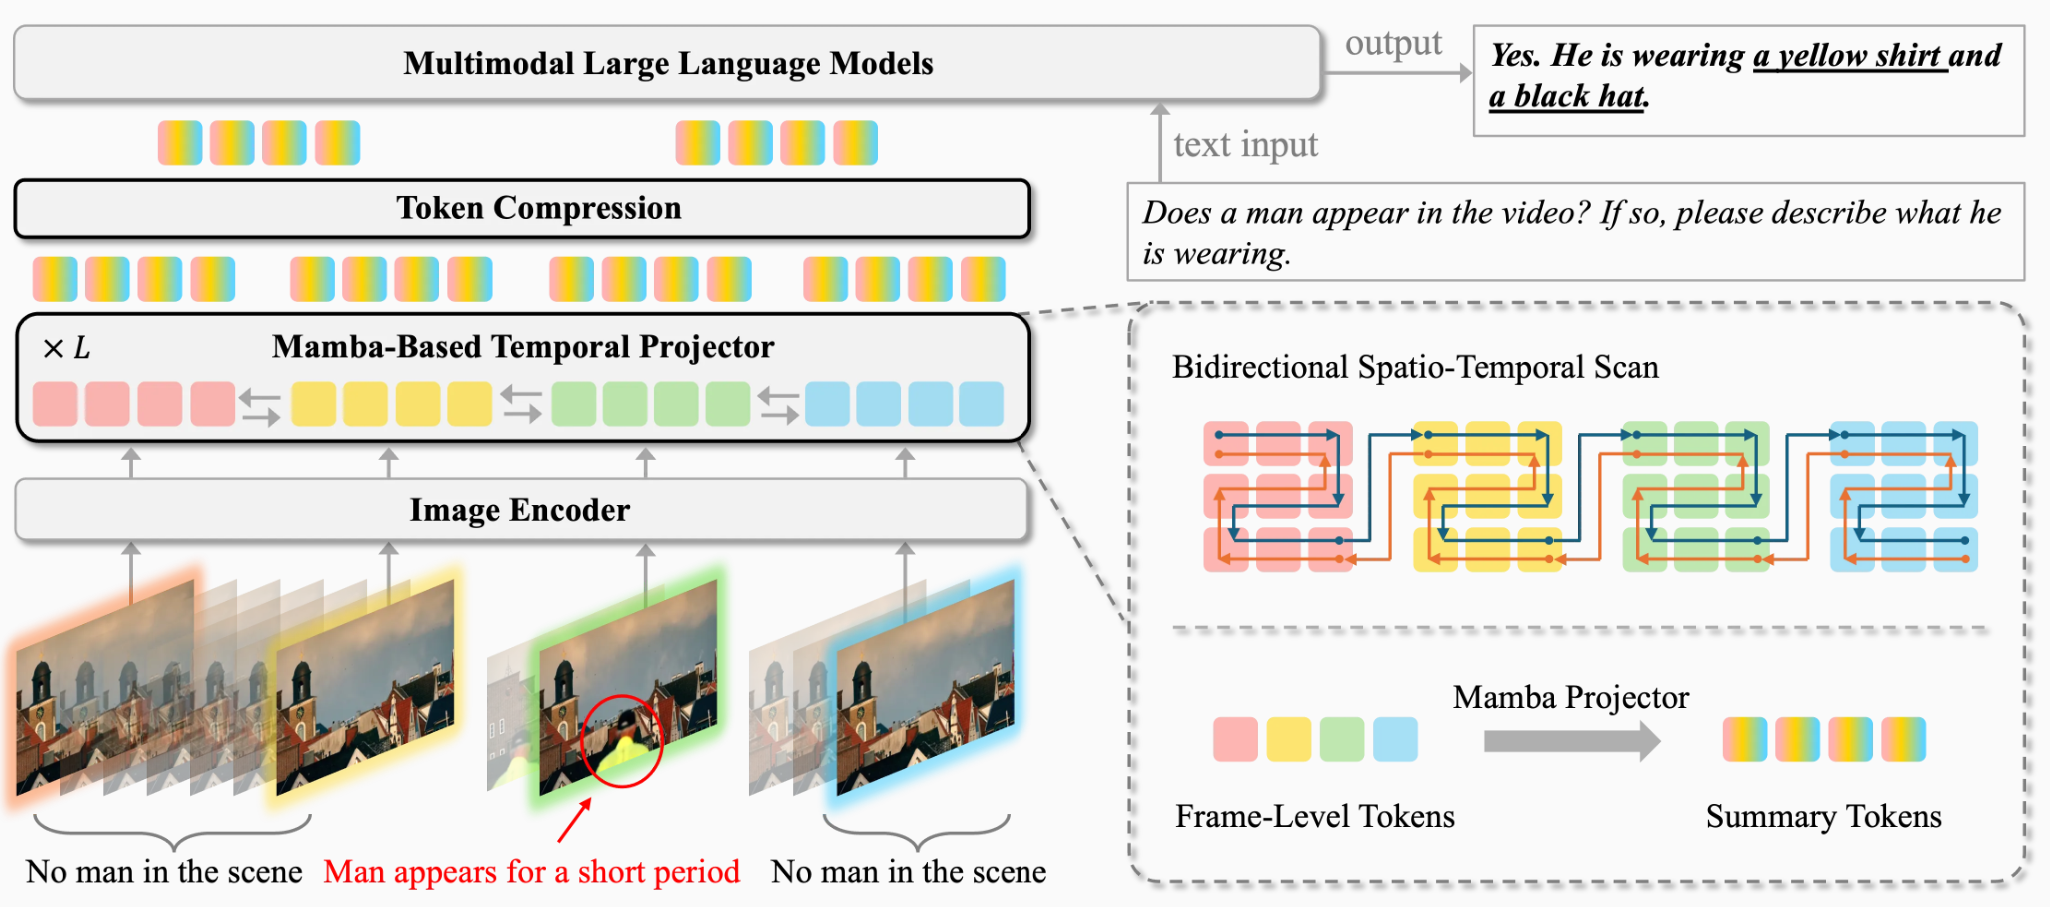 Multimodal Large Language Models
output
Yes. He is wearing a yellow shirt and
a black hat.
text input
Does a man appear in the video? If so, please describe what he
is wearing.
Token Compression
× L
Mamba-Based Temporal Projector
Image Encoder
No man in the scene
Man appears for a short period
No man in the scene
Bidirectional Spatio-Temporal Scan
Mamba Projector
Frame-Level Tokens
Summary Tokens